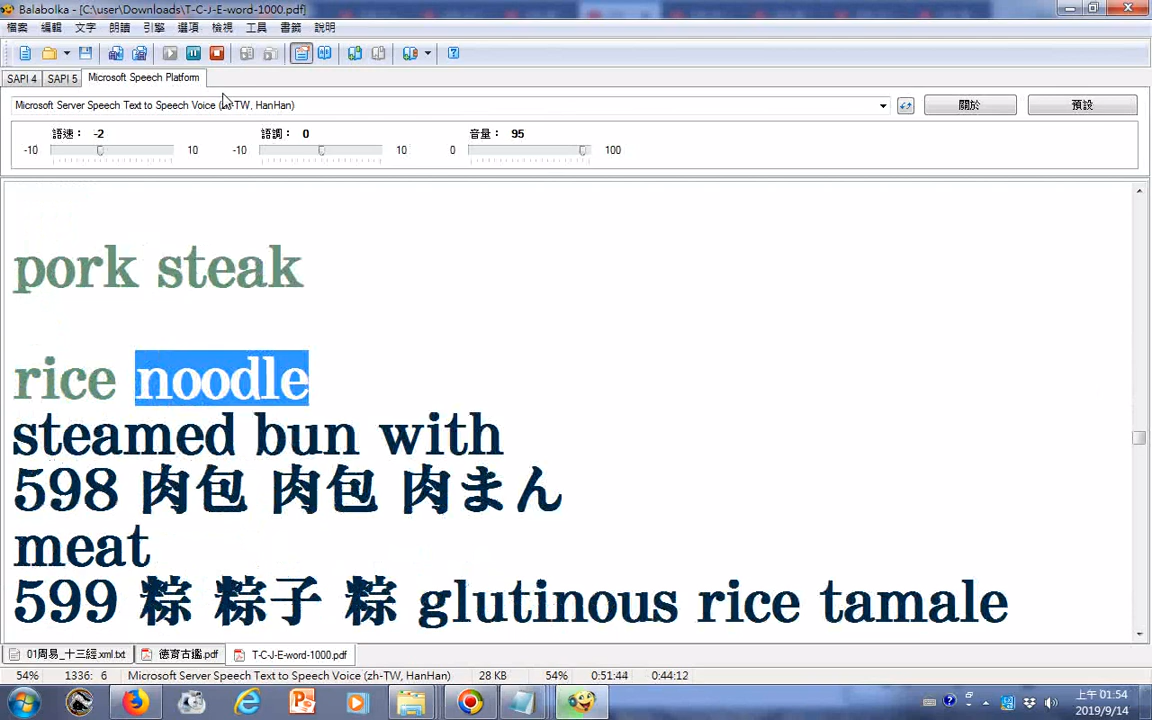 Balabolka - [C:\user\Downloads\T-C-J-E-word-1000.pdf]
檔案 編輯 文字 朗讀 引擎 選項 檢視 工具 書籤 說明
SAPI 4 SAPI 5 Microsoft Speech Platform
Microsoft Server Speech Text to Speech Voice (zh-TW, HanHan) 關於 預設
語速： -2 語調： 0 音量： 95
-10 10 -10 10 0 100
pork steak
rice noodle
steamed bun with
598 肉包 肉包 肉まん
meat
599 粽 粽子 粽 glutinous rice tamale
01周易_十三經.xml.txt 德育古鑑.pdf T-C-J-E-word-1000.pdf
54% 1336: 6 Microsoft Server Speech Text to Speech Voice (zh-TW, HanHan) 28 KB 54% 0:51:44 0:44:12
上午 01:54
2019/9/14